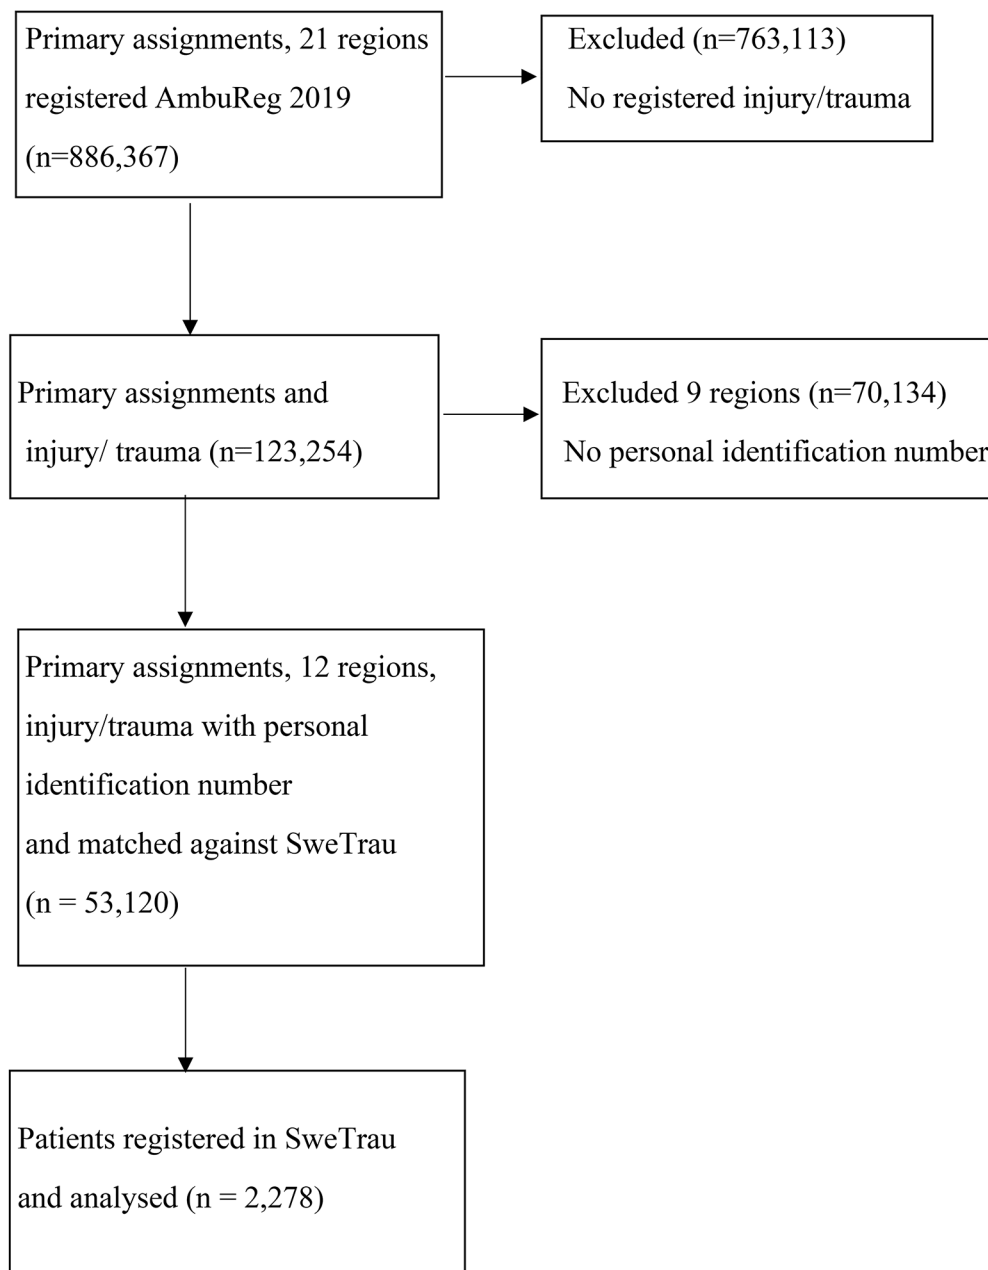 Primary assignments, 21 regions
registered AmbuReg 2019
(n=886,367)
Excluded (n=763,113)
No registered injury/trauma
Primary assignments and
injury/ trauma (n=123,254)
Excluded 9 regions (n=70,134)
No personal identification number
Primary assignments, 12 regions,
injury/trauma with personal
identification number
and matched against SweTrau
(n = 53,120)
Patients registered in SweTrau
and analysed (n = 2,278)